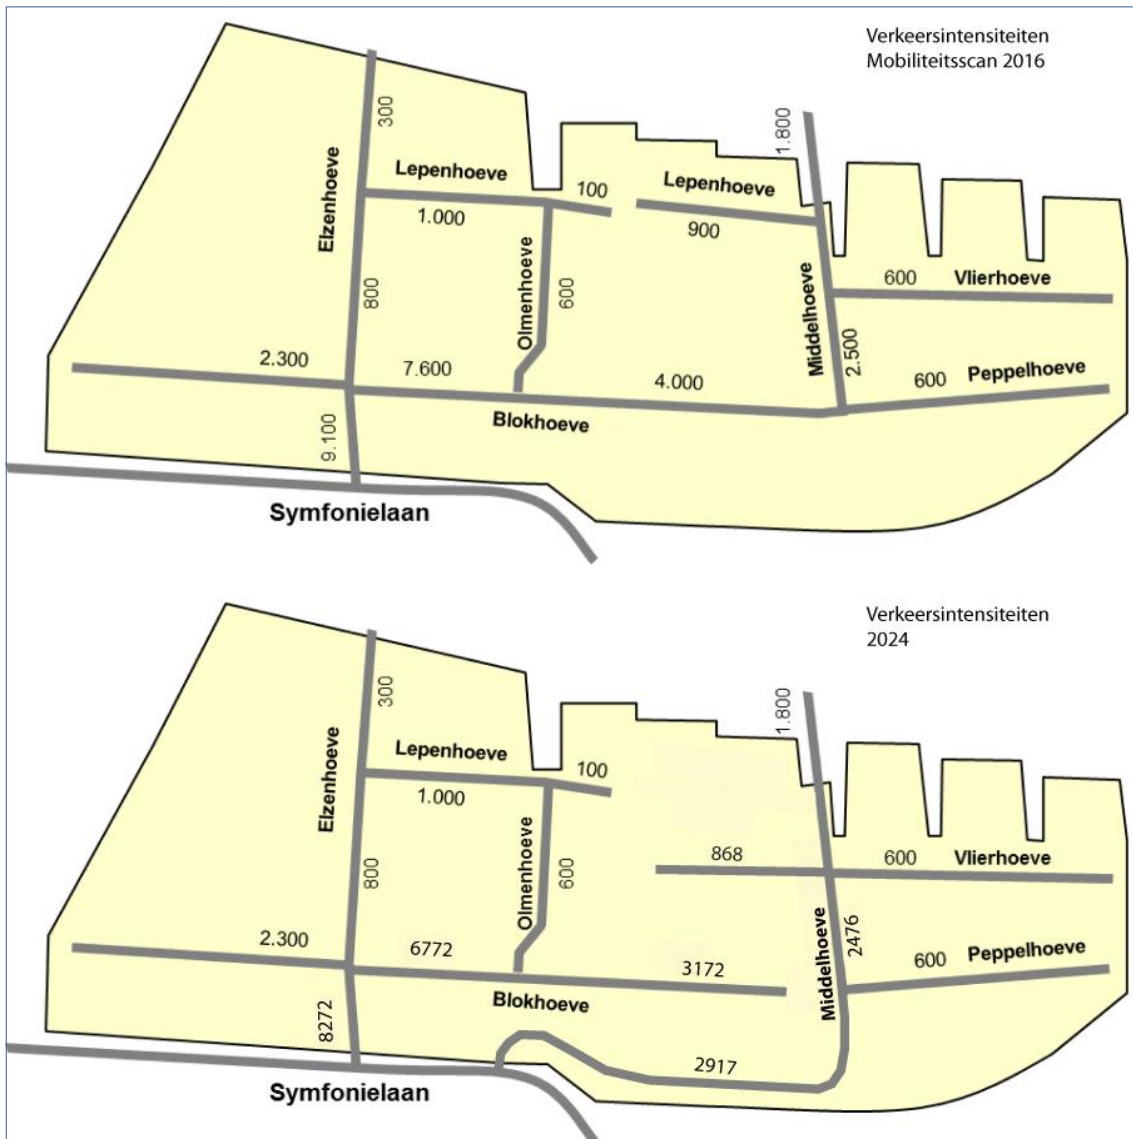 Verkeersintensiteiten
Mobiliteitsscan 2016
300
1.800
Elzenhoeve
Lepenhoeve
100
Lepenhoeve
1.000
900
Olmenhoeve
600
800
Middelhoeve
600
Vlierhoeve
2.300
7.600
4.000
2.500
600
Peppelhoeve
Blokhoeve
9.100
Symfonielaan
Verkeersintensiteiten
2024
300
1.800
Elzenhoeve
Lepenhoeve
100
1.000
868
600
Vlierhoeve
800
Olmenhoeve
600
2.300
6772
3172
Middelhoeve
2476
600
Peppelhoeve
Blokhoeve
8272
2917
Symfonielaan